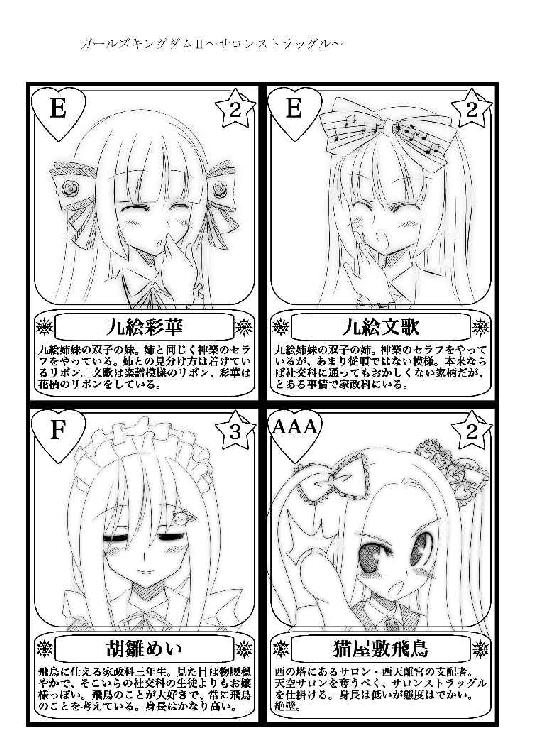 ガールズキングダムⅡ～サロンストラッグル～
E
2
九絵彩華
九絵姉妹の双子の妹。姉と同じく神楽のセラ
フをやっている。姉との見分け方は着けてい
るリボン。文歌は楽譜模様のリボン、彩華は
花柄のリボンをしている。
E
2
九絵文歌
九絵姉妹の双子の姉。神楽のセラフをやって
いるが、あまり従順ではない模様。本来なら
ば社交科に通ってもおかしくない家柄だが、
とある事情で家政科にいる。
F
3
胡雛めい
飛鳥に仕える家政科三年生。見た目は物腰穏
やかで、そこいらの社交科の生徒よりもお嬢
様っぽい。飛鳥のことが大好きで、常に飛鳥
のことを考えている。身長はかなり高い。
AAA
2
猫屋敷飛鳥
西の塔にあるサロン・西天離宮の支配者。
天空サロンを奪うべく、サロンストラッグル
を仕掛ける。身長は低いが態度はでかい。
絶壁。